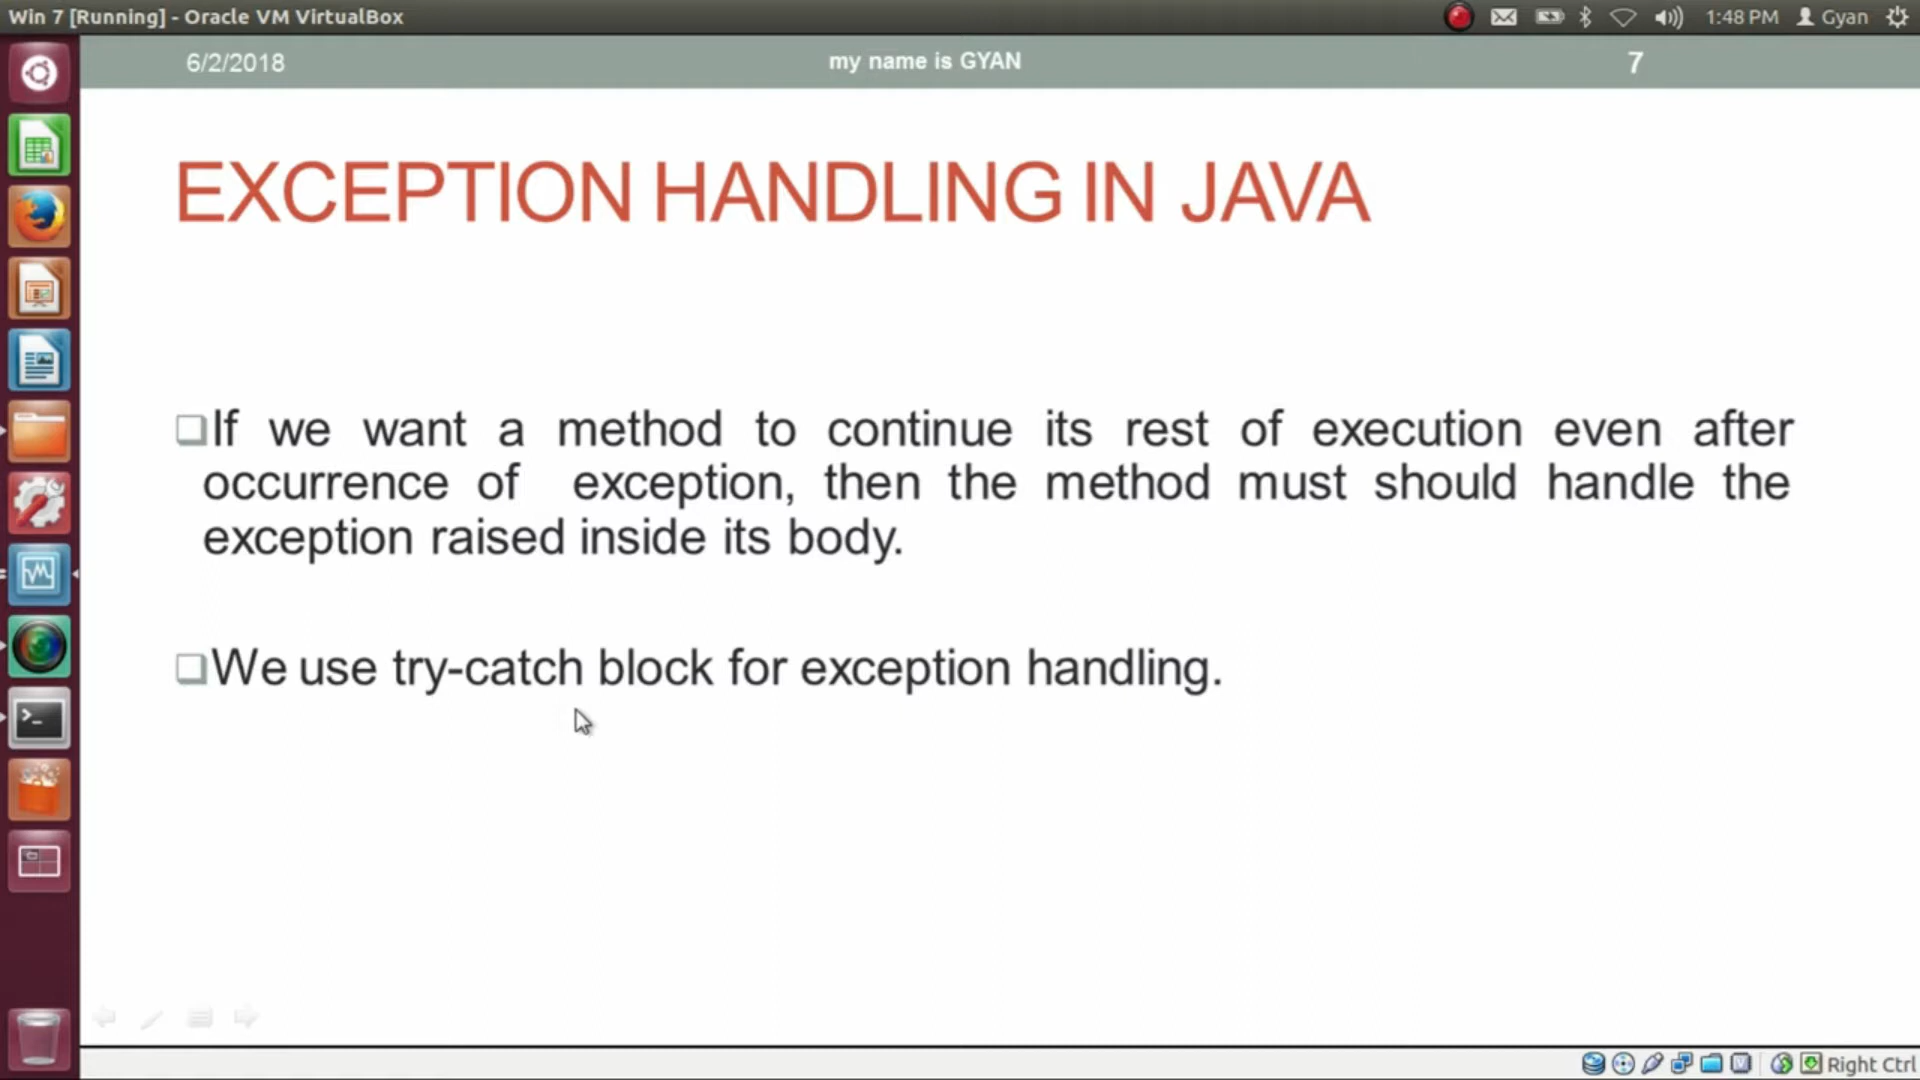 Win 7 [Running] - Oracle VM VirtualBox
1:48 PM
Gyan
6/2/2018
my name is GYAN
7
EXCEPTION HANDLING IN JAVA
If we want a method to continue its rest of execution even after
occurrence of exception, then the method must should handle the
exception raised inside its body.
We use try-catch block for exception handling.
Right Ctrl